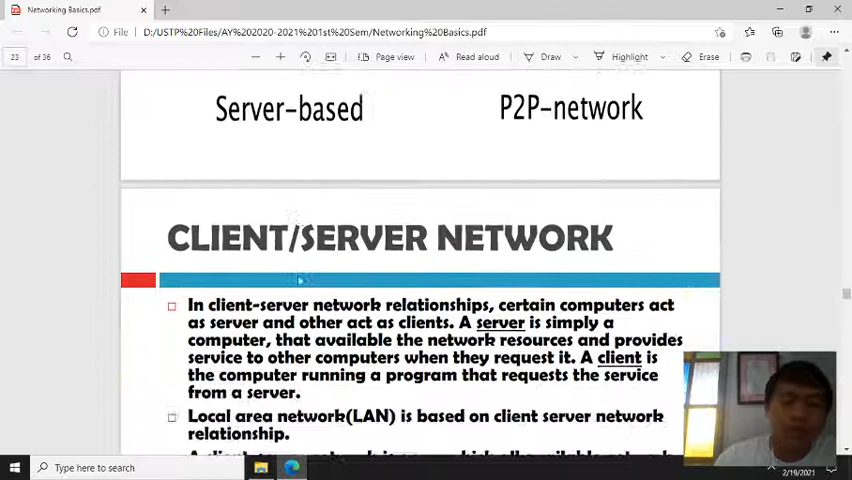 Networking Basics.pdf
File D:/USTP%20Files/AY%202020-2021%201st%20Sem/Networking%20Basics.pdf
23 of 36 Page view Read aloud Draw Highlight Erase
Server-based P2P-network
CLIENT/SERVER NETWORK
In client-server network relationships, certain computers act
as server and other act as clients. A server is simply a
computer, that available the network resources and provides
service to other computers when they request it. A client is
the computer running a program that requests the service
from a server.
Local area network(LAN) is based on client server network
relationship.
Type here to search
2/19/2021